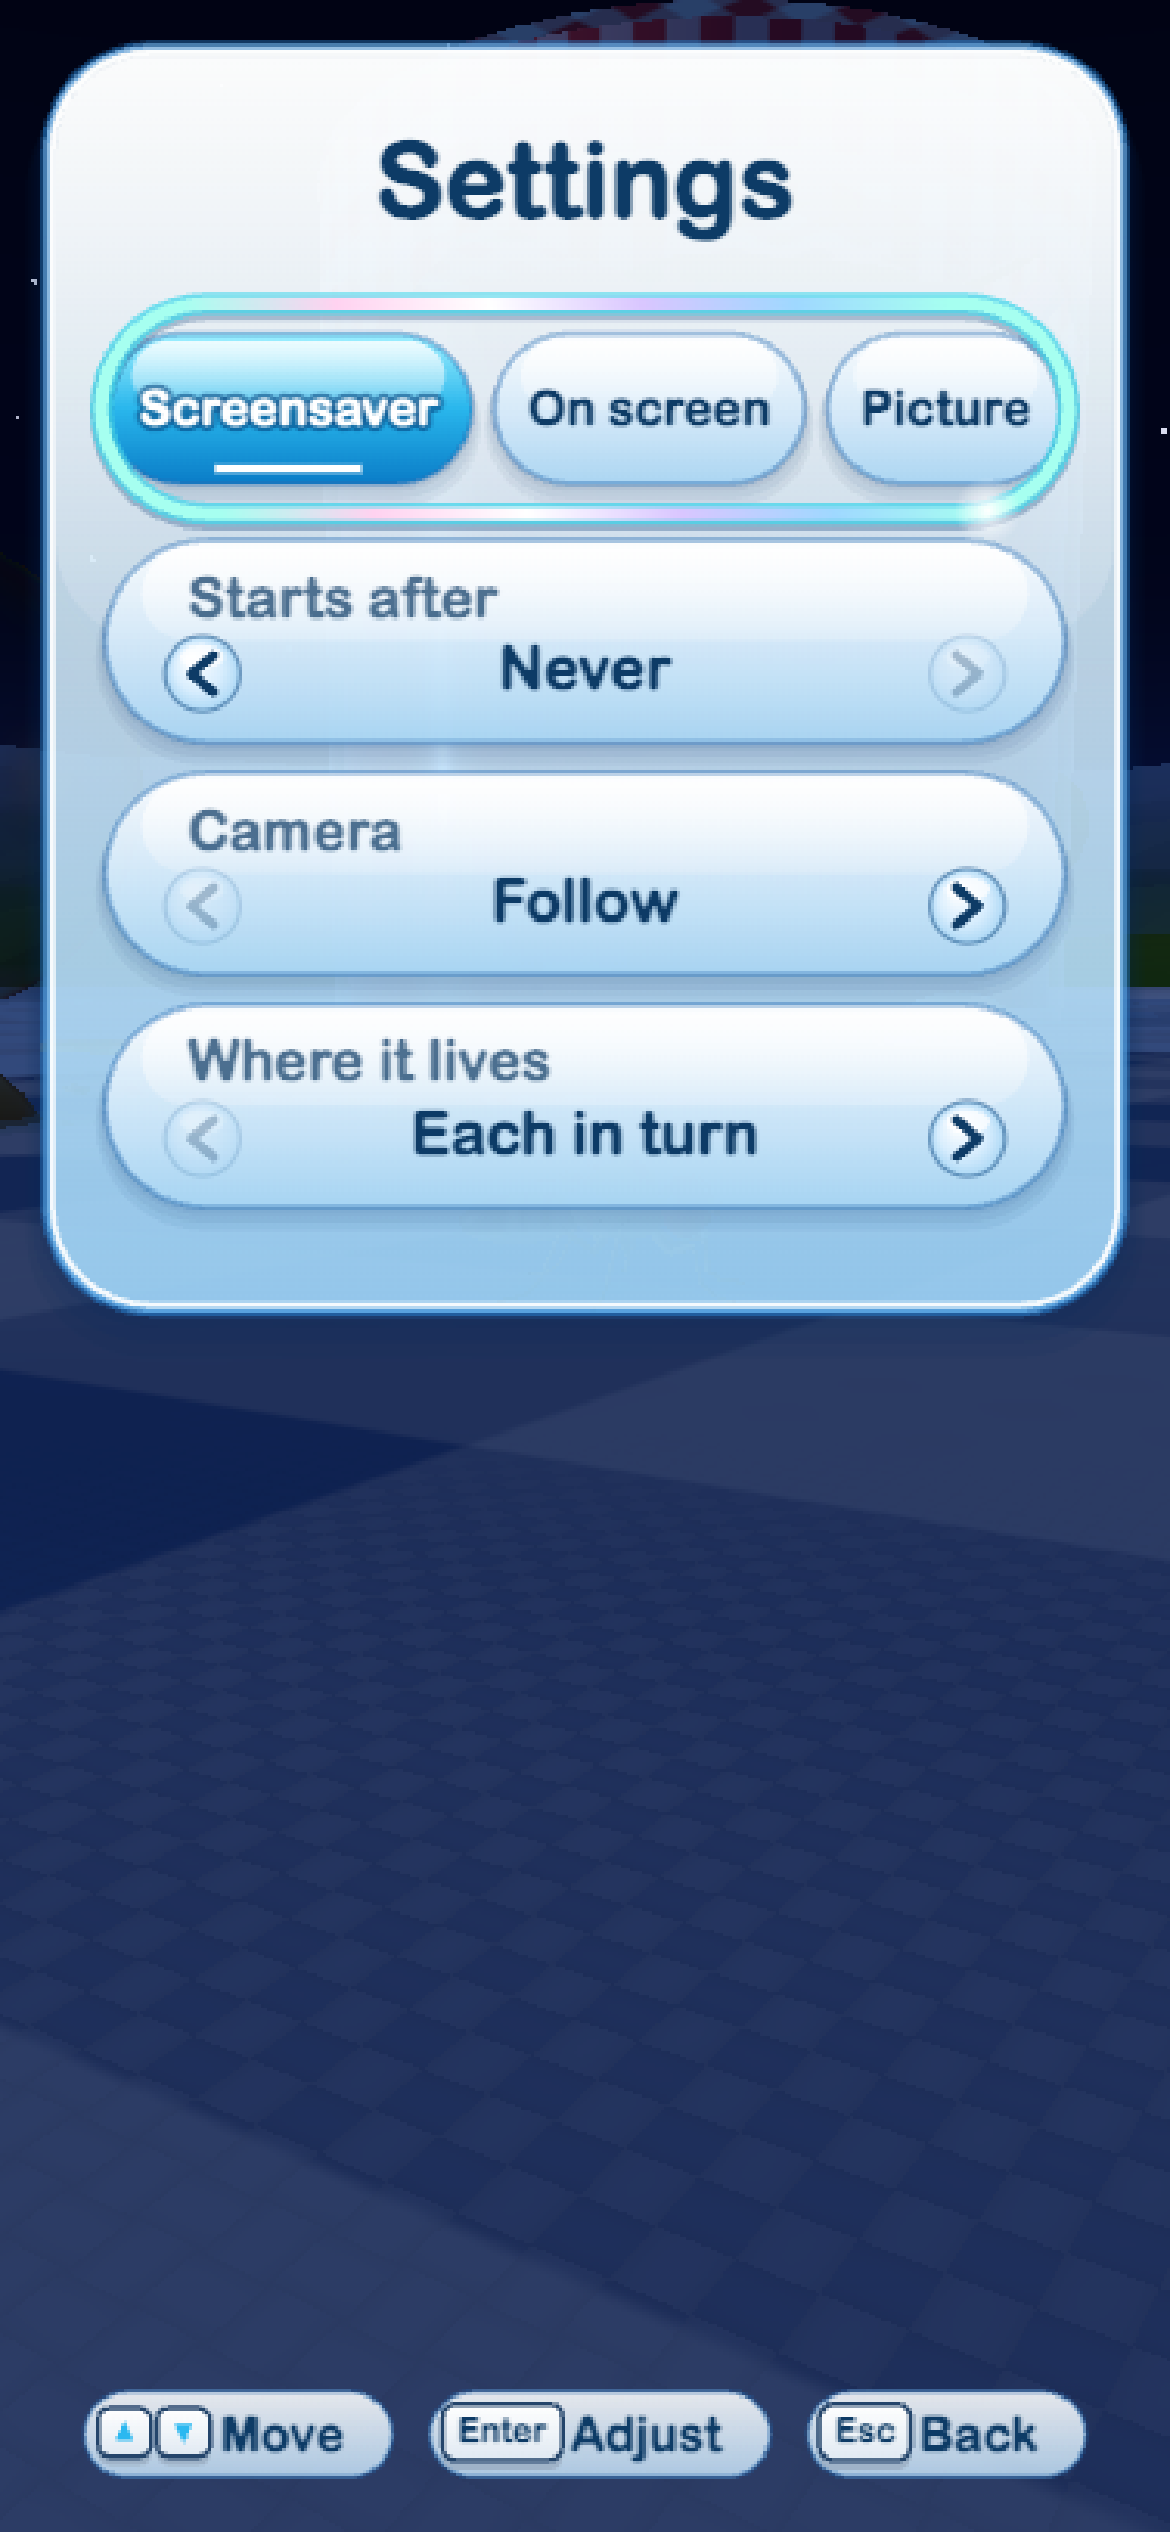 Settings
Screensaver On screen Picture
Starts after
Never
Camera
Follow
Where it lives
Each in turn
Move Enter Adjust Esc Back